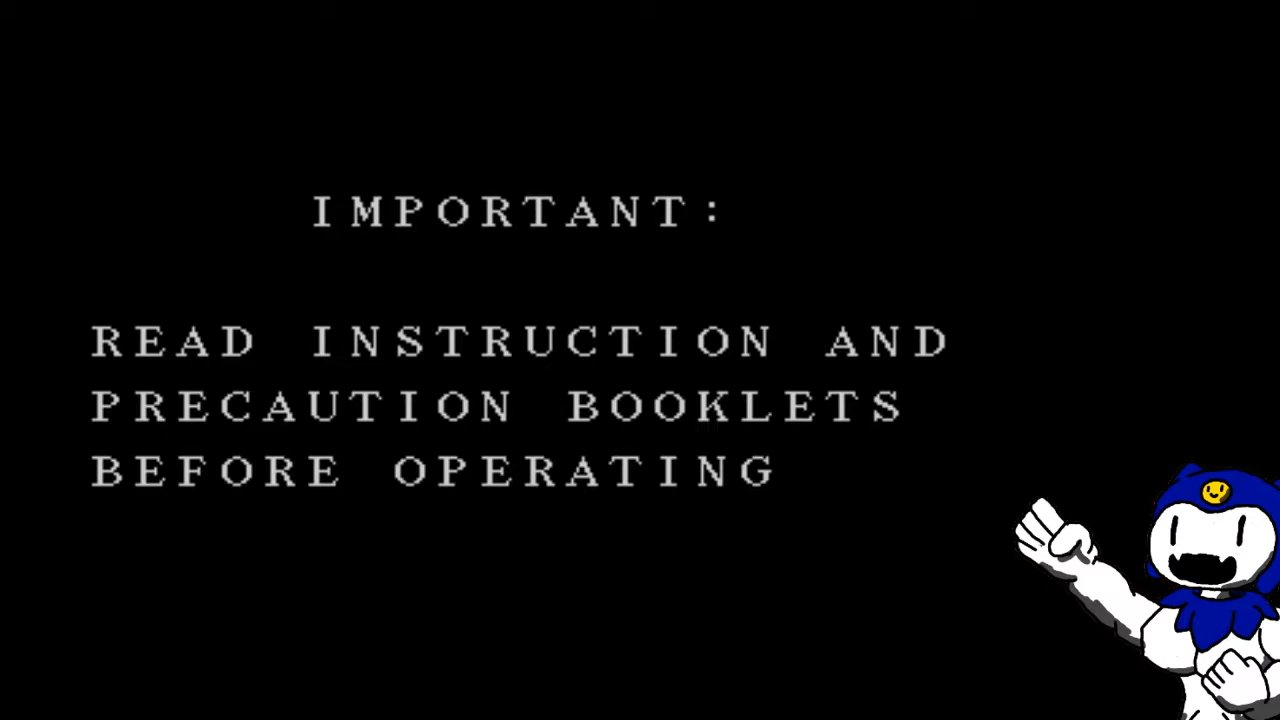 IMPORTANT:
READ INSTRUCTION AND
PRECAUTION BOOKLETS
BEFORE OPERATING